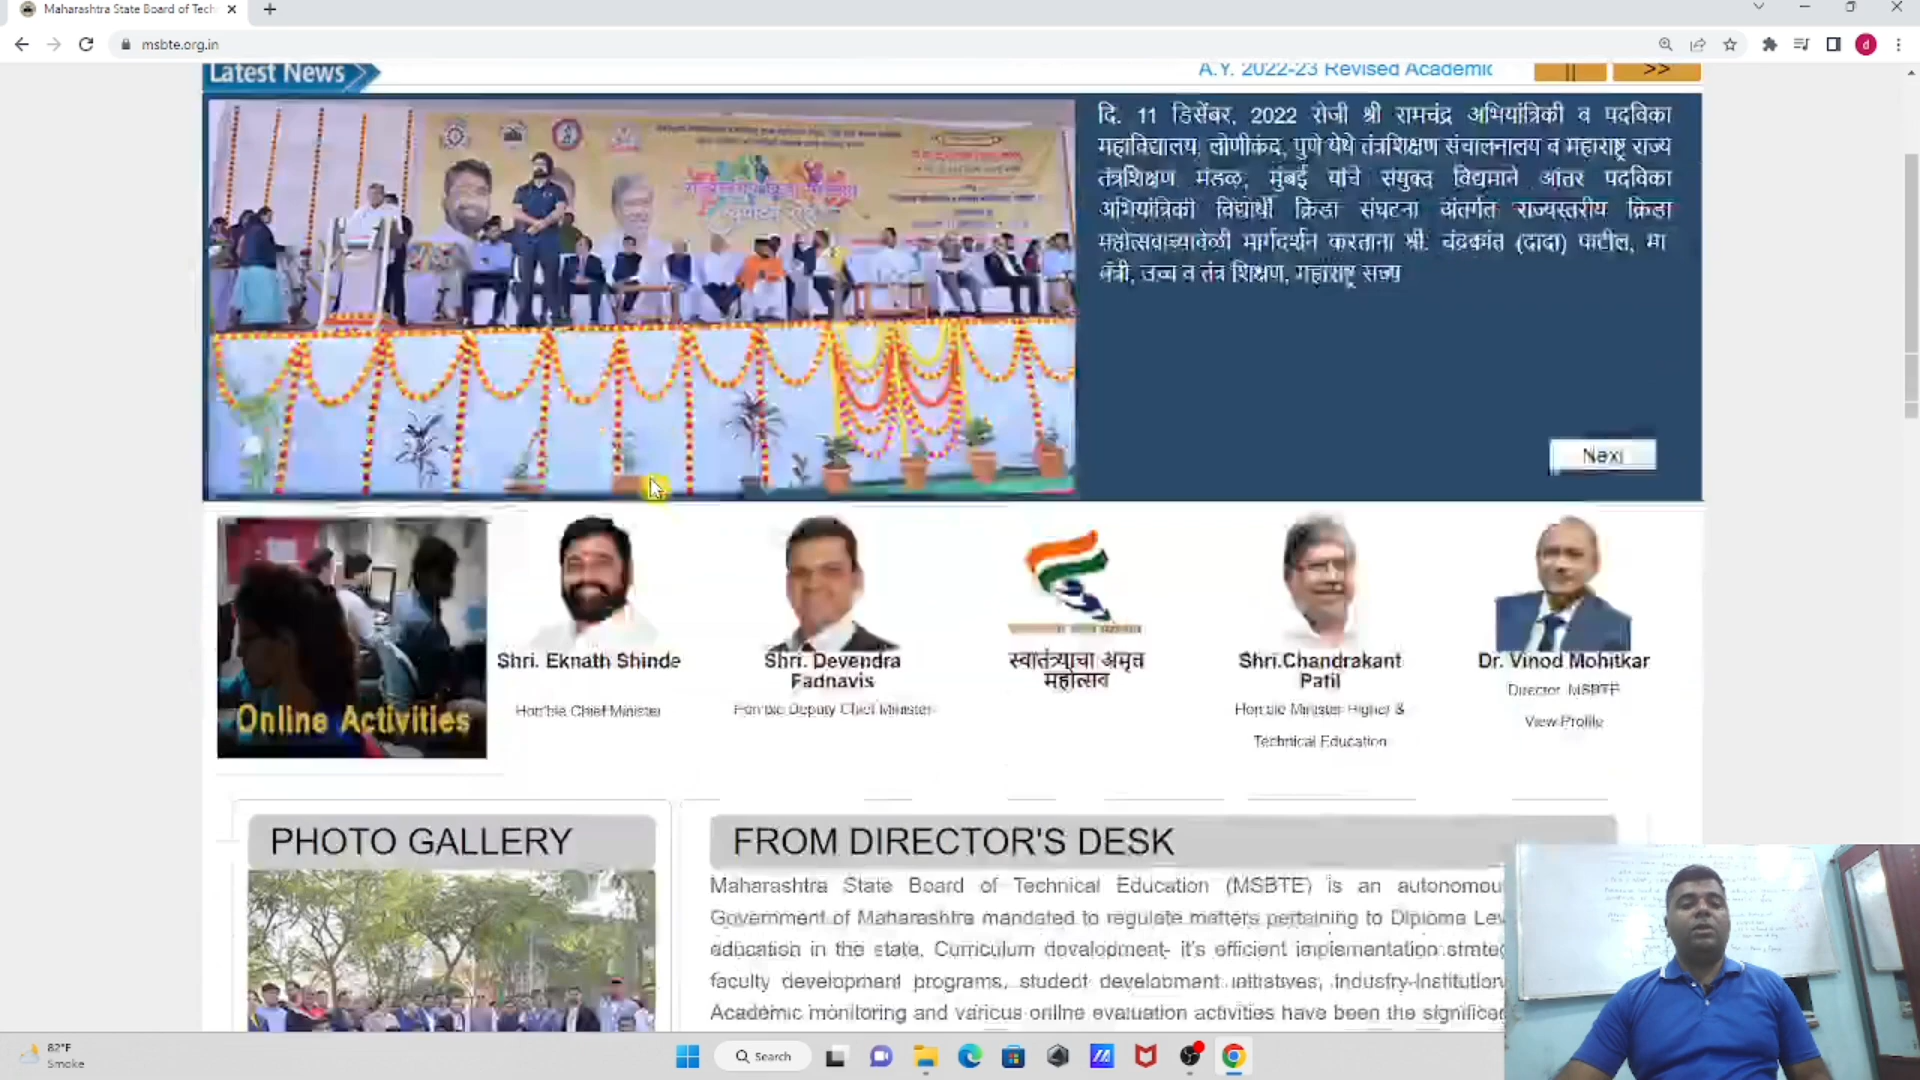 Maharashtra State Board of Tech
msbte.org.in
Latest News
A.Y. 2022-23 Revised Academic
||
>>
दि. 11 डिसेंबर, 2022 रोजी श्री रामचंद्र अभियांत्रिकी व पदविका
महाविद्यालय, लोणीकंद, पुणे येथे तंत्रशिक्षण संचालनालय व महाराष्ट्र राज्य
तंत्रशिक्षण मंडळ, मुंबई यांचे संयुक्त विद्यमाने आंतर पदविका
अभियांत्रिकी विद्यार्थी क्रिडा संघटना अंतर्गत राज्यस्तरीय क्रिडा
महोत्सवाच्यावेळी मार्गदर्शन करताना श्री. चंद्रकांत (दादा) पाटील, मा
मंत्री, उच्च व तंत्र शिक्षण, महाराष्ट्र राज्य
Next
Online Activities
Shri. Eknath Shinde
Hon'ble Chief Minister
Shri. Devendra
Fadnavis
Hon'ble Deputy Chief Minister
स्वातंत्र्याचा अमृत
महोत्सव
Shri.Chandrakant
Patil
Hon'ble Minister Higher &
Technical Education
Dr. Vinod Mohitkar
Director, MSBTE
View Profile
PHOTO GALLERY
FROM DIRECTOR'S DESK
Maharashtra State Board of Technical Education (MSBTE) is an autonomou
Government of Maharashtra mandated to regulate matters pertaining to Diploma Lev
education in the state. Curriculum development- it's efficient implementation strateg
faculty development programs, student development initiatives, Industry-Institution
Academic monitoring and various online evaluation activities have been the significan
82°F
Smoke
Search